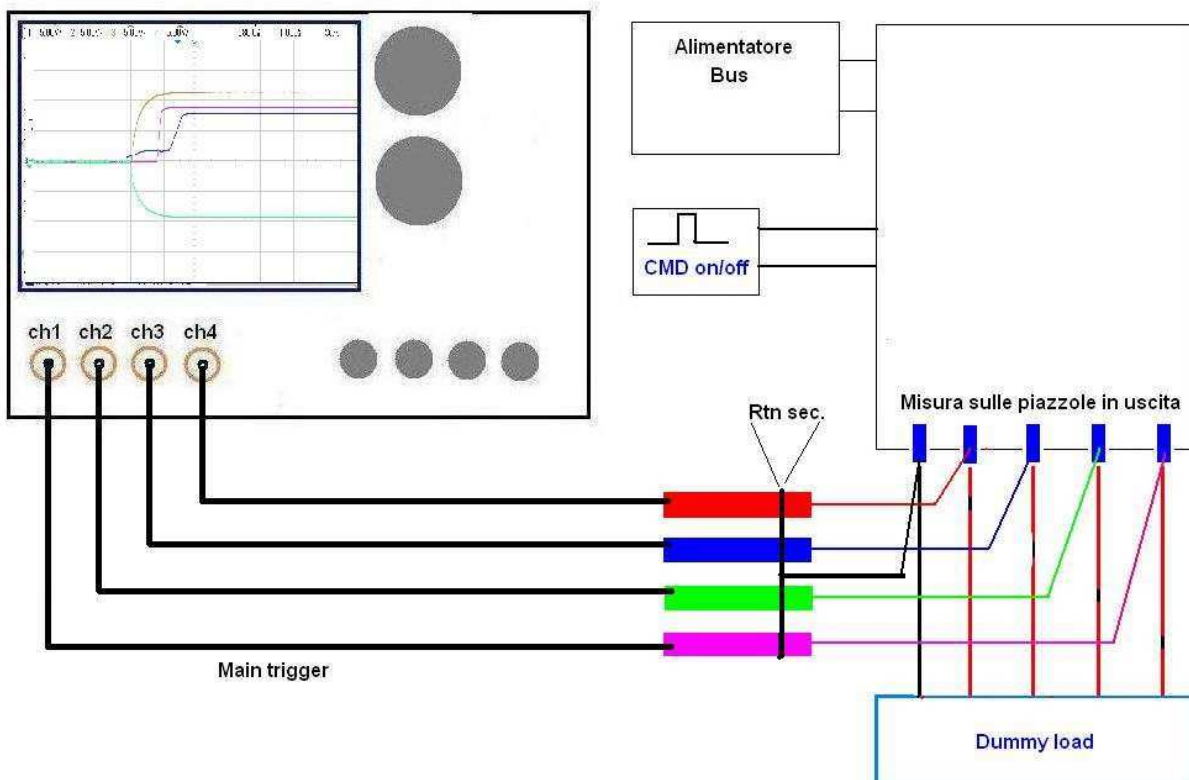 Alimentatore
Bus
CMD on/off
ch1 ch2 ch3 ch4
Rtn sec.
Misura sulle piazzole in uscita
Main trigger
Dummy load